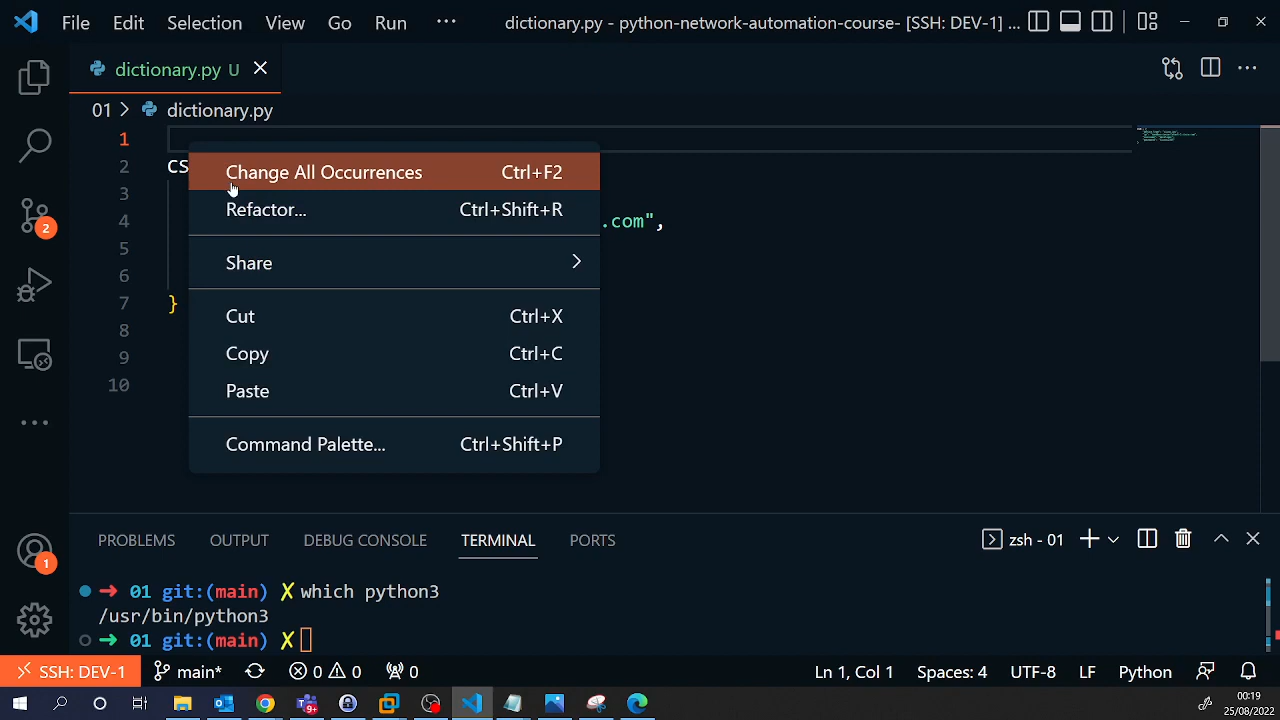 File Edit Selection View Go Run ··· dictionary.py - python-network-automation-course- [SSH: DEV-1] ...
dictionary.py U
01 > dictionary.py
1
2 CS
3
4 .com",
5
6
7 }
8
9
10
Change All Occurrences Ctrl+F2
Refactor... Ctrl+Shift+R
Share
Cut Ctrl+X
Copy Ctrl+C
Paste Ctrl+V
Command Palette... Ctrl+Shift+P
2
1
PROBLEMS OUTPUT DEBUG CONSOLE TERMINAL PORTS zsh - 01
➜ 01 git:(main) ✗ which python3
/usr/bin/python3
➜ 01 git:(main) ✗
SSH: DEV-1 main* 0 0 0 Ln 1, Col 1 Spaces: 4 UTF-8 LF Python
00:19
25/08/2022